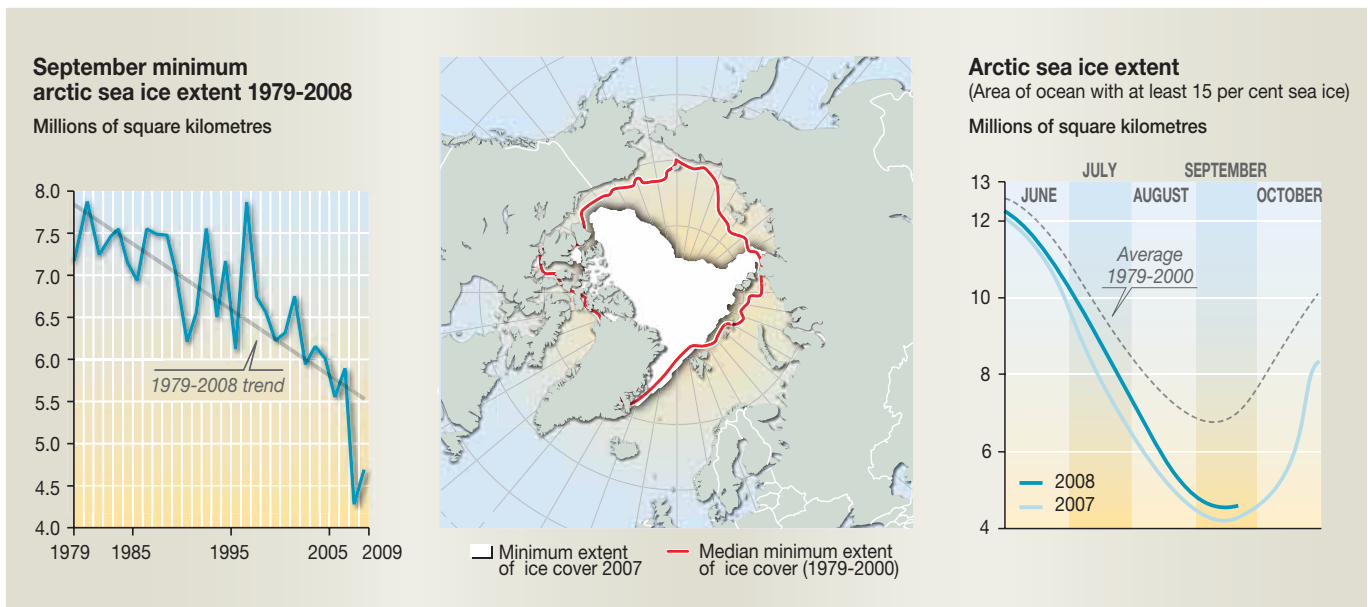 September minimum
arctic sea ice extent 1979-2008
Millions of square kilometres
8.0
7.5
7.0
6.5
6.0
5.5
5.0
4.5
4.0
1979-2008 trend
1979 1985 1995 2005 2009
Minimum extent
of ice cover 2007
Median minimum extent
of ice cover (1979-2000)
Arctic sea ice extent
(Area of ocean with at least 15 per cent sea ice)
Millions of square kilometres
JULY SEPTEMBER
JUNE AUGUST OCTOBER
13
12
10
8
6
4
Average
1979-2000
2008
2007